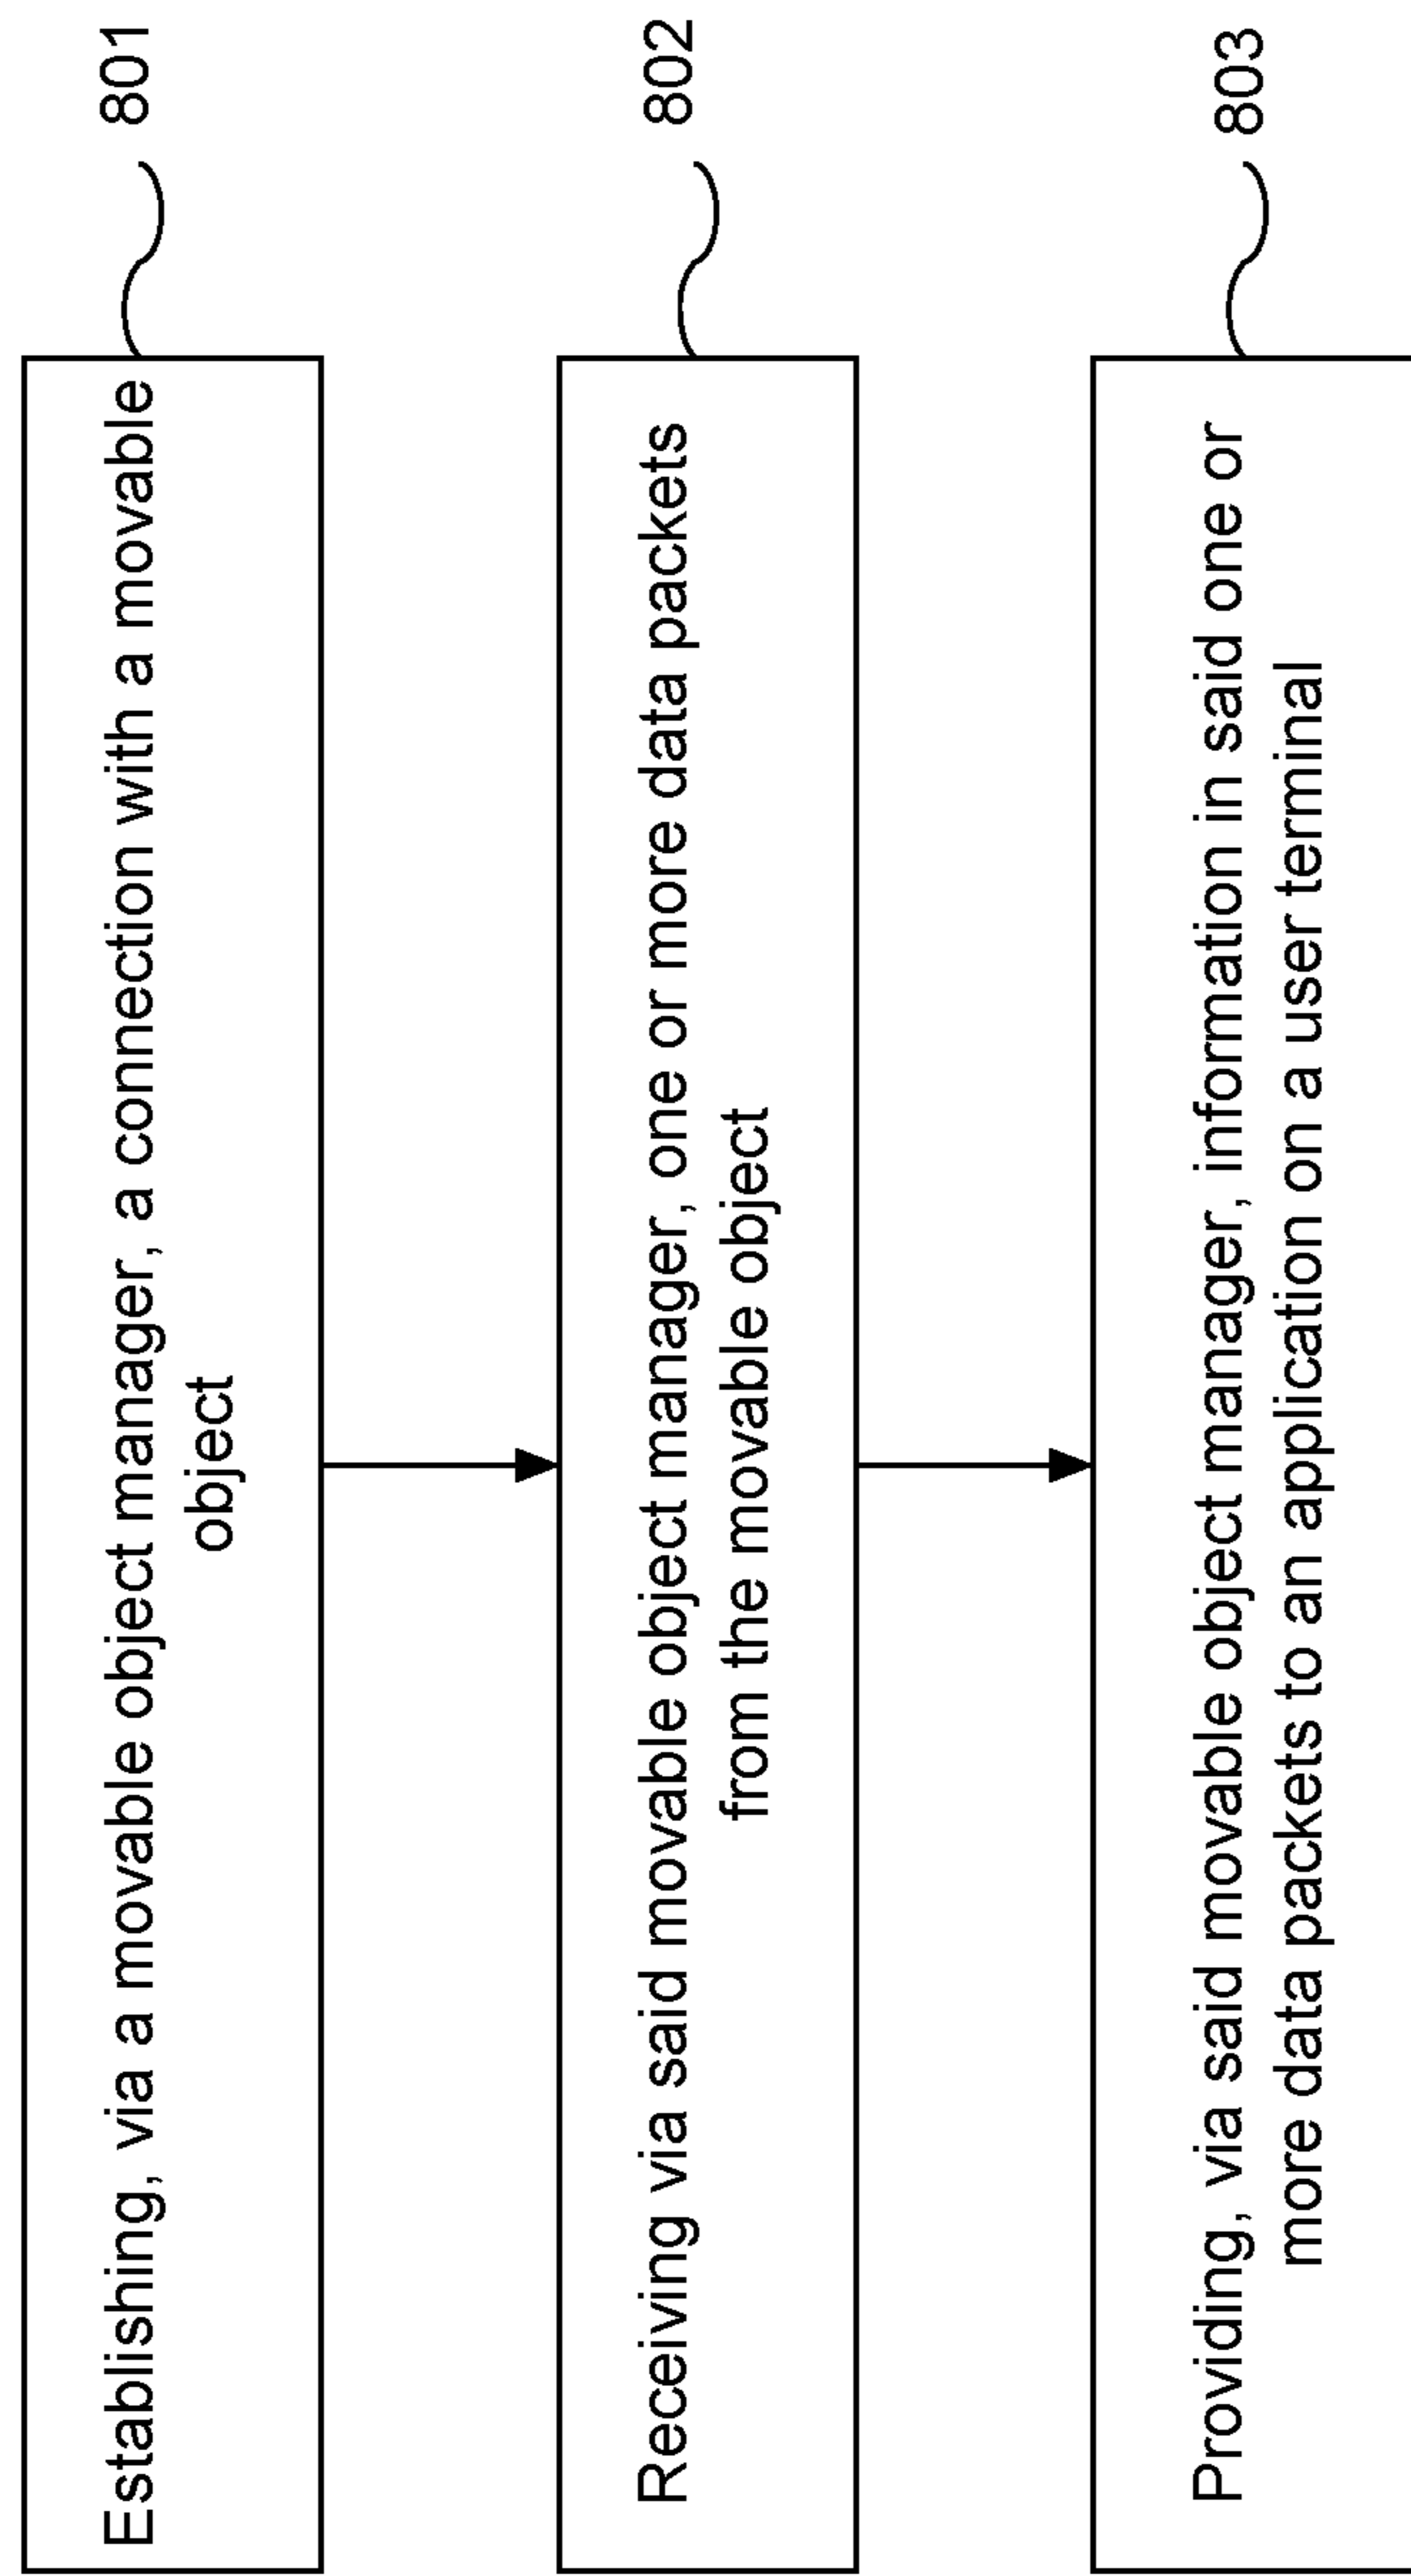 Establishing, via a movable object manager, a connection with a movable
object
801
Receiving via said movable object manager, one or more data packets
from the movable object
802
Providing, via said movable object manager, information in said one or
more data packets to an application on a user terminal
803